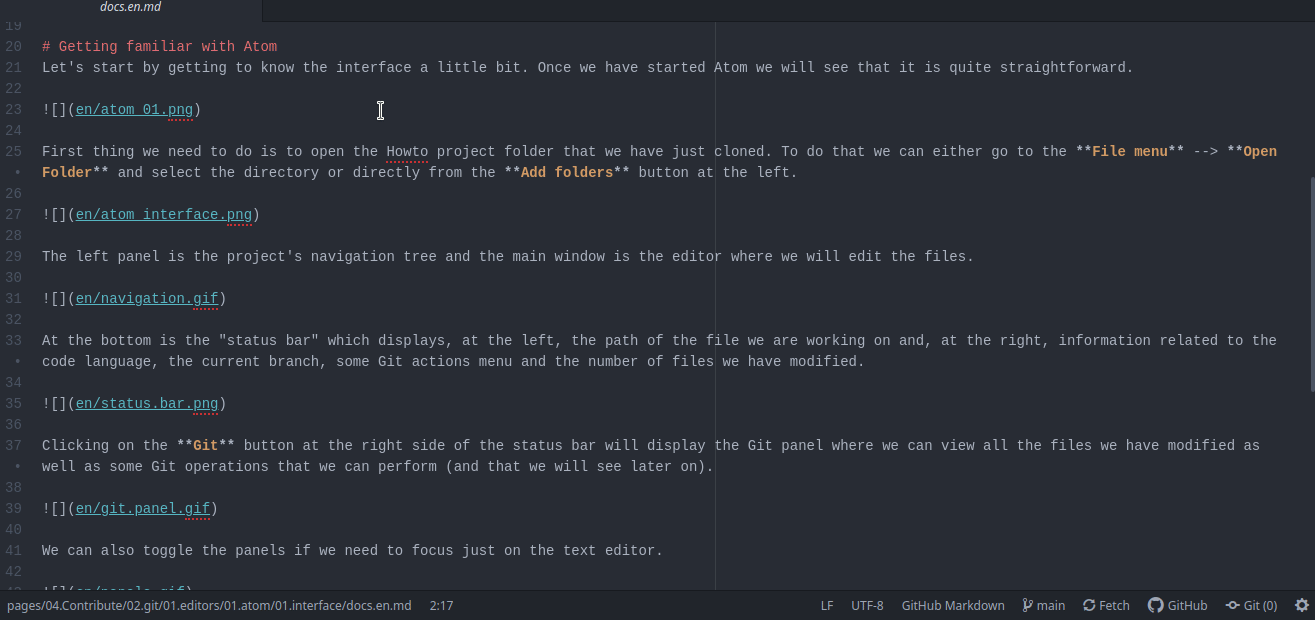 docs.en.md
19
20 # Getting familiar with Atom
21 Let's start by getting to know the interface a little bit. Once we have started Atom we will see that it is quite straightforward.
22
23 ![](en/atom_01.png)
24
25 First thing we need to do is to open the Howto project folder that we have just cloned. To do that we can either go to the **File menu** --> **Open
• Folder** and select the directory or directly from the **Add folders** button at the left.
26
27 ![](en/atom_interface.png)
28
29 The left panel is the project's navigation tree and the main window is the editor where we will edit the files.
30
31 ![](en/navigation.gif)
32
33 At the bottom is the "status bar" which displays, at the left, the path of the file we are working on and, at the right, information related to the
• code language, the current branch, some Git actions menu and the number of files we have modified.
34
35 ![](en/status.bar.png)
36
37 Clicking on the **Git** button at the right side of the status bar will display the Git panel where we can view all the files we have modified as
• well as some Git operations that we can perform (and that we will see later on).
38
39 ![](en/git.panel.gif)
40
41 We can also toggle the panels if we need to focus just on the text editor.
42
43 ![](en/panels.gif)
pages/04.Contribute/02.git/01.editors/01.atom/01.interface/docs.en.md 2:17 LF UTF-8 GitHub Markdown main Fetch GitHub Git (0)